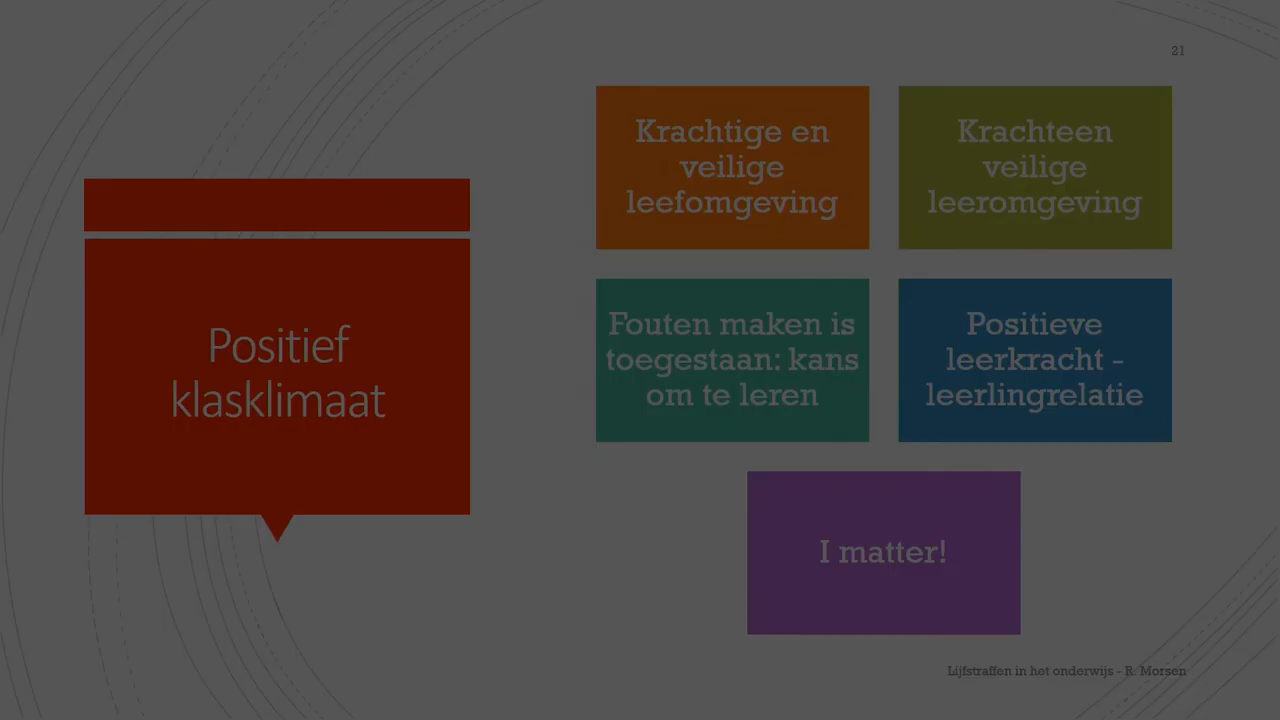 21
Positief
klasklimaat
Krachtige en
veilige
leefomgeving
Krachteen
veilige
leeromgeving
Fouten maken is
toegestaan: kans
om te leren
Positieve
leerkracht -
leerlingrelatie
I matter!
Lijfstraffen in het onderwijs - R. Morsen